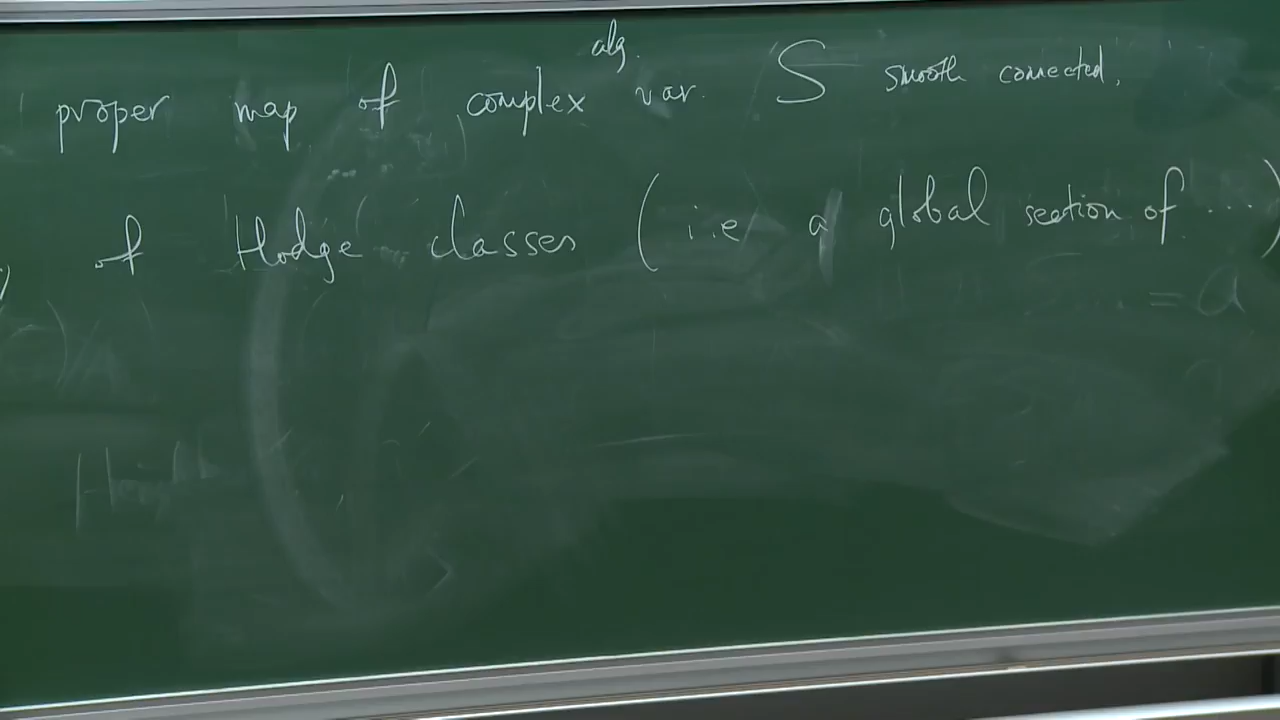 alg.
proper map of complex var. S smooth connected,
of Hodge classes (i.e a global section of ....)
= a